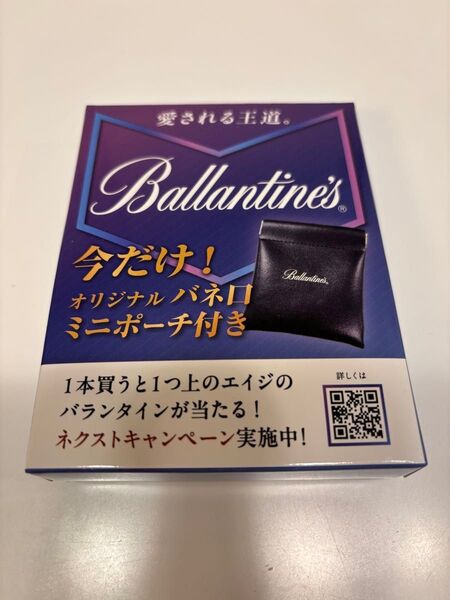 愛される王道。
Ballantine's®
今だけ!
オリジナル バネ口
ミニポーチ付き
Ballantine's
1本買うと1つ上のエイジの
バランタインが当たる!
ネクストキャンペーン実施中!
詳しくは